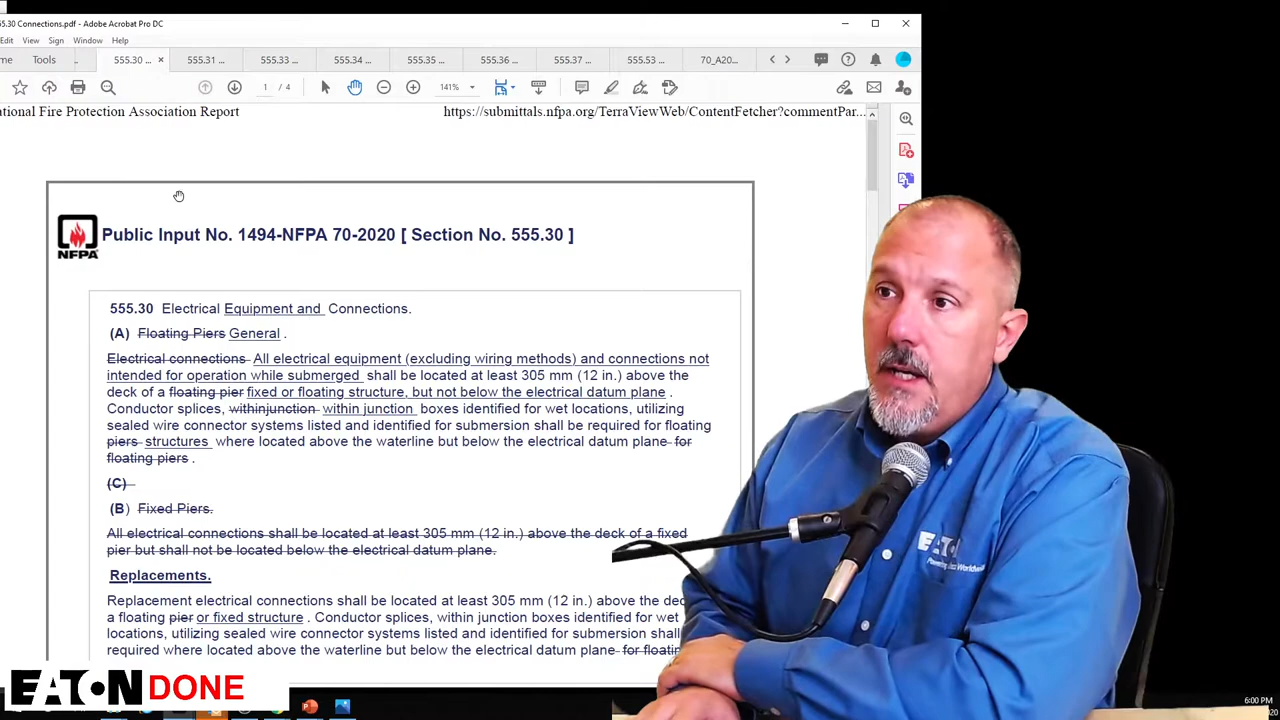 55.30 Connections.pdf - Adobe Acrobat Pro DC
Edit View Sign Window Help
me Tools 555.30 ... × 555.31 ... 555.33 ... 555.34 ... 555.35 ... 555.36 ... 555.37 ... 555.53 ... 70_A20...
1 / 4 141%
ational Fire Protection Association Report https://submittals.nfpa.org/TerraViewWeb/ContentFetcher?commentPar...
NFPA
Public Input No. 1494-NFPA 70-2020 [ Section No. 555.30 ]
555.30 Electrical Equipment and Connections.
(A) Floating Piers General .
Electrical connections All electrical equipment (excluding wiring methods) and connections not
intended for operation while submerged shall be located at least 305 mm (12 in.) above the
deck of a floating pier fixed or floating structure, but not below the electrical datum plane .
Conductor splices, withinjunction within junction boxes identified for wet locations, utilizing
sealed wire connector systems listed and identified for submersion shall be required for floating
piers structures where located above the waterline but below the electrical datum plane for
floating piers .
(C)
(B) Fixed Piers.
All electrical connections shall be located at least 305 mm (12 in.) above the deck of a fixed
pier but shall not be located below the electrical datum plane.
Replacements.
Replacement electrical connections shall be located at least 305 mm (12 in.) above the dec
a floating pier or fixed structure . Conductor splices, within junction boxes identified for wet
locations, utilizing sealed wire connector systems listed and identified for submersion shall
required where located above the waterline but below the electrical datum plane for floatin
EATON
Powering Business Worldwide
EATON DONE
6:00 PM